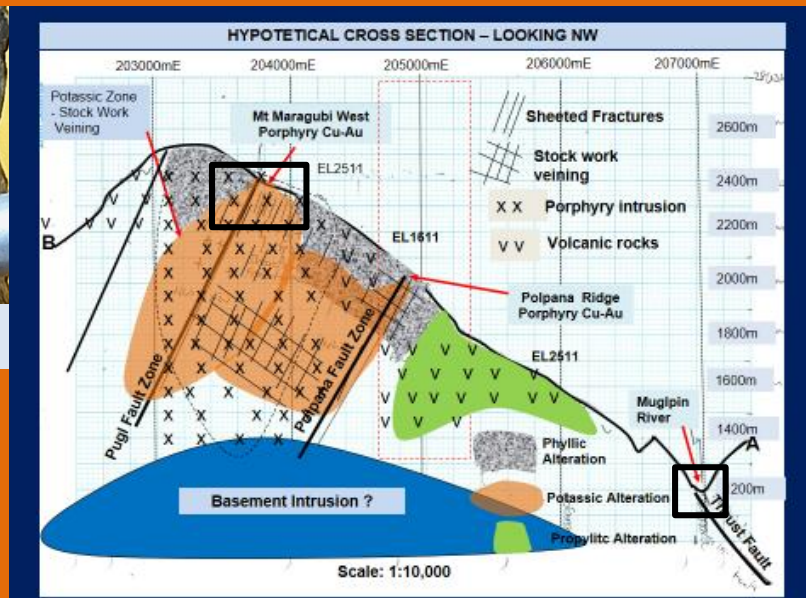 HYPOTETICAL CROSS SECTION – LOOKING NW
203000mE 204000mE 205000mE 206000mE 207000mE
Potassic Zone
- Stock Work
Veining
Mt Maragubi West
Porphyry Cu-Au
EL2511
Sheeted Fractures
Stock work
veining
X X Porphyry intrusion
V V Volcanic rocks
2600m
2400m
2200m
2000m
1800m
1600m
1400m
200m
B
EL1611
Polpana Ridge
Porphyry Cu-Au
EL2511
Muglpin
River
A
Pugl Fault Zone
Polpana Fault Zone
Thrust Fault
Phyllic
Alteration
Potassic Alteration
Propylitc Alteration
Basement Intrusion ?
Scale: 1:10,000